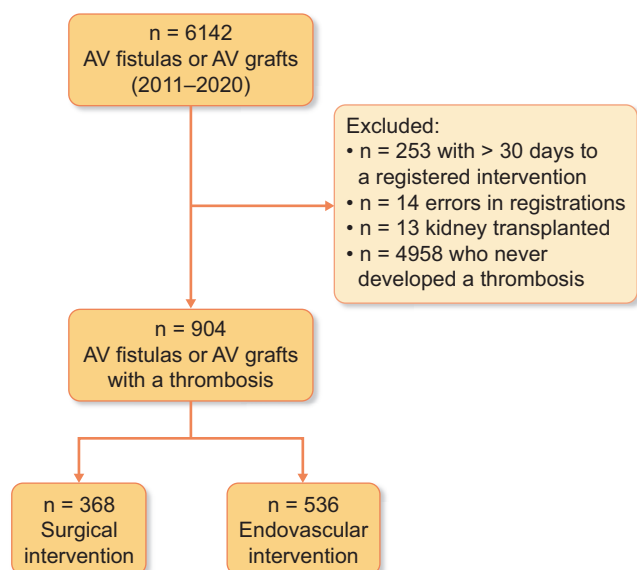 n = 6142
AV fistulas or AV grafts
(2011–2020)
Excluded:
• n = 253 with > 30 days to
a registered intervention
• n = 14 errors in registrations
• n = 13 kidney transplanted
• n = 4958 who never
developed a thrombosis
n = 904
AV fistulas or AV grafts
with a thrombosis
n = 368
Surgical
intervention
n = 536
Endovascular
intervention